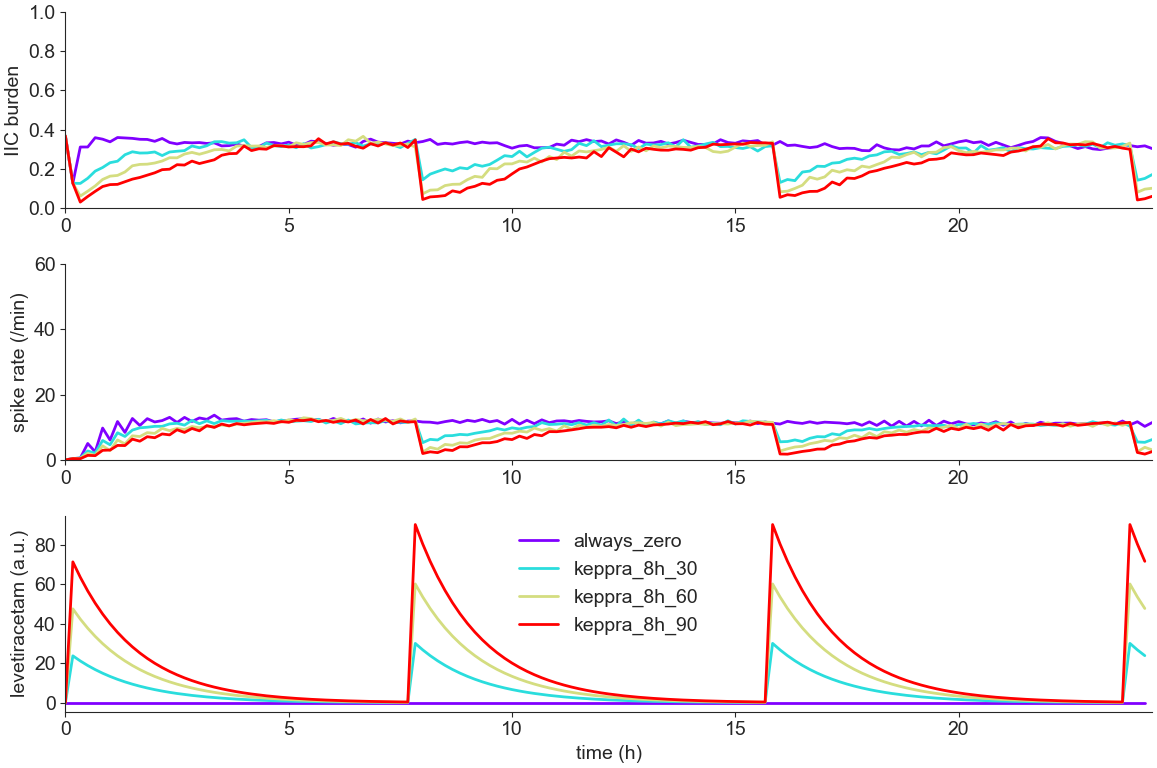 1.0
0.8
0.6
0.4
0.2
0.0
IIC burden
0 5 10 15 20
60
40
20
0
spike rate (/min)
0 5 10 15 20
80
60
40
20
0
levetiracetam (a.u.)
always_zero
keppra_8h_30
keppra_8h_60
keppra_8h_90
0 5 10 15 20
time (h)